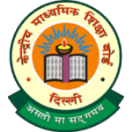 केन्द्रीय माध्यमिक शिक्षा बोर्ड
दिल्ली
असतो मा सद्गमय